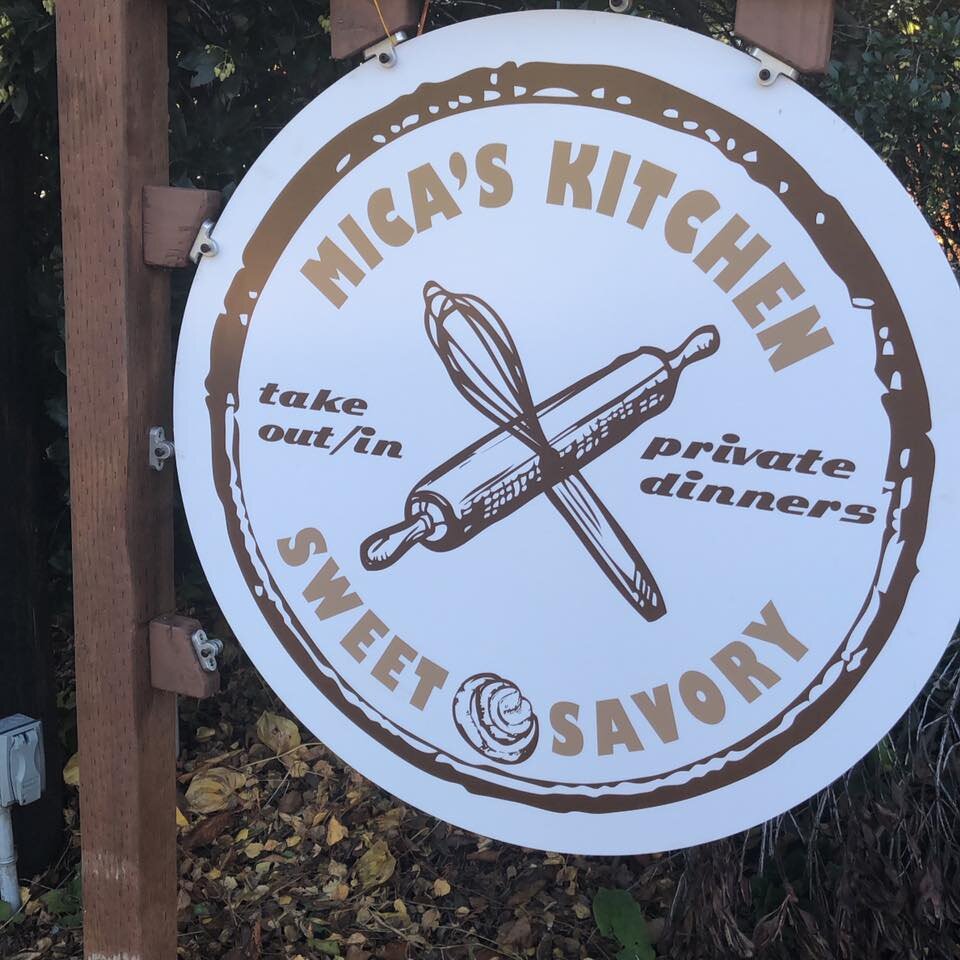 MICA'S KITCHEN
take
out/in
private
dinners
SWEET SAVORY